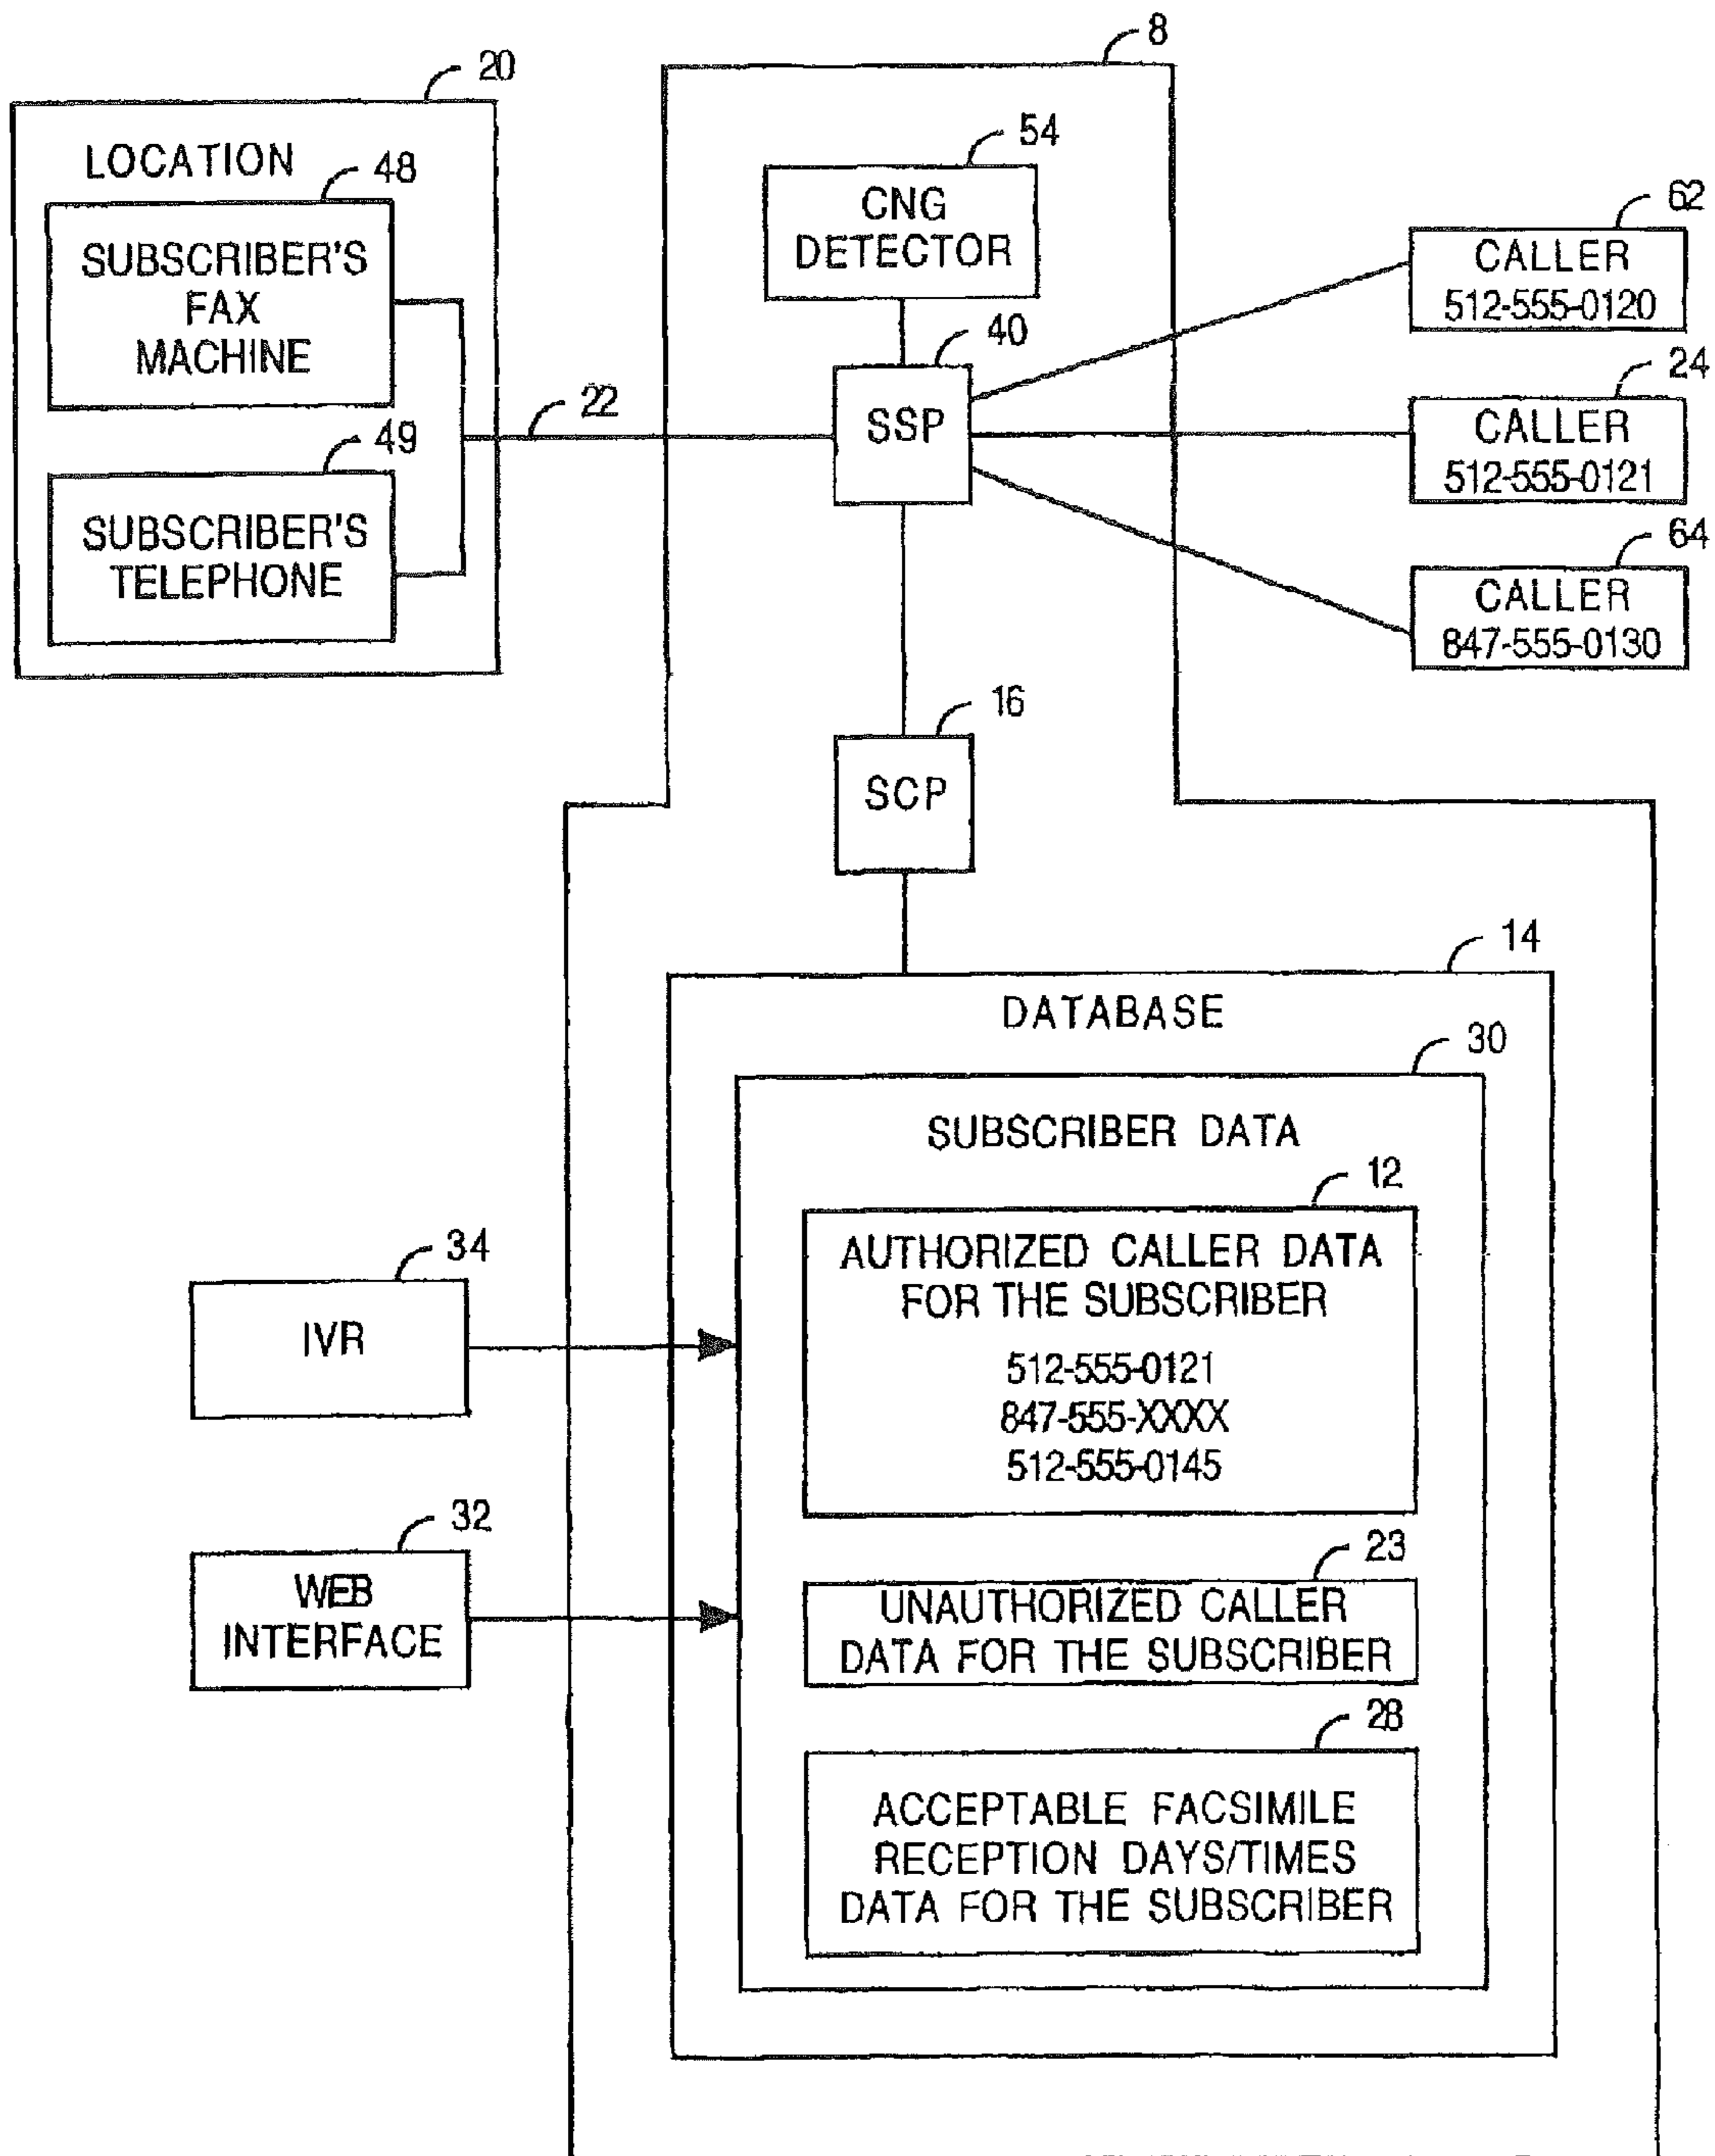 8
20
LOCATION
48
SUBSCRIBER'S
FAX
MACHINE
49
SUBSCRIBER'S
TELEPHONE
22
54
CNG
DETECTOR
40
SSP
62
CALLER
512-555-0120
24
CALLER
512-555-0121
64
CALLER
847-555-0130
16
SCP
14
DATABASE
30
SUBSCRIBER DATA
12
AUTHORIZED CALLER DATA
FOR THE SUBSCRIBER
512-555-0121
847-555-XXXX
512-555-0145
34
IVR
32
WEB
INTERFACE
23
UNAUTHORIZED CALLER
DATA FOR THE SUBSCRIBER
28
ACCEPTABLE FACSIMILE
RECEPTION DAYS/TIMES
DATA FOR THE SUBSCRIBER